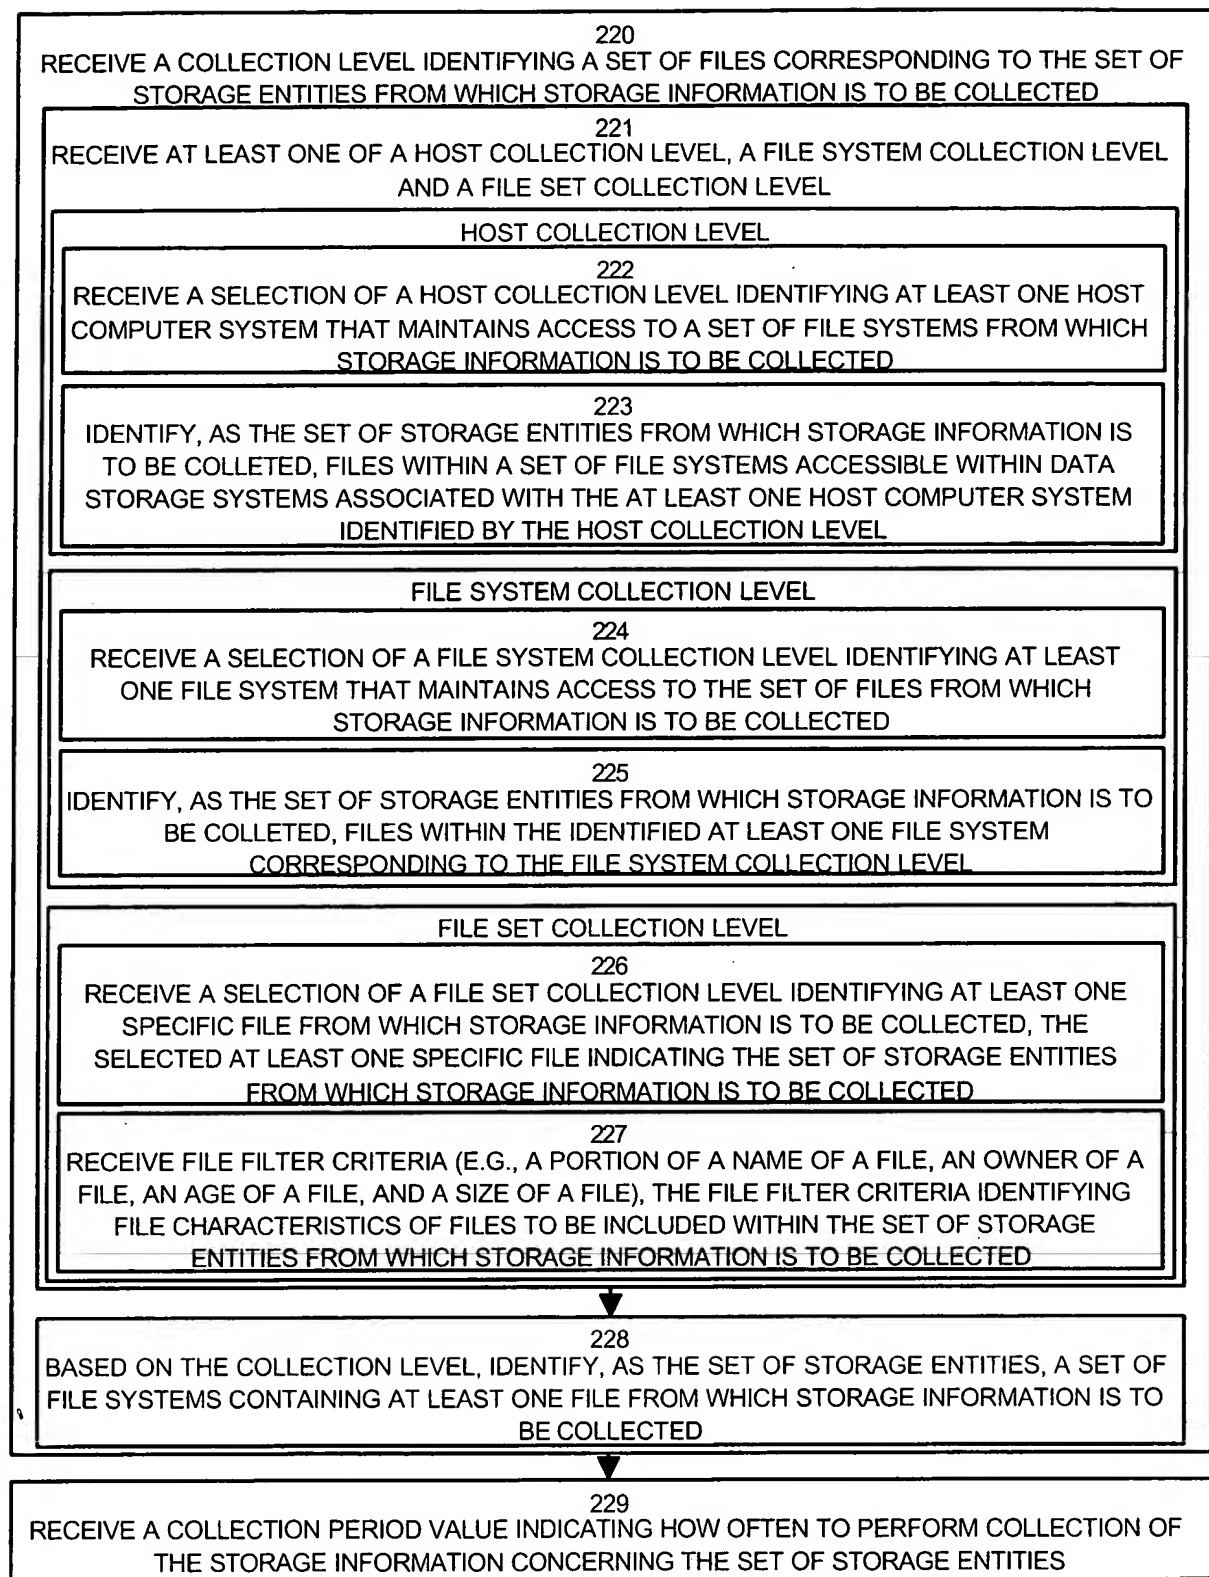 220
RECEIVE A COLLECTION LEVEL IDENTIFYING A SET OF FILES CORRESPONDING TO THE SET OF
STORAGE ENTITIES FROM WHICH STORAGE INFORMATION IS TO BE COLLECTED
221
RECEIVE AT LEAST ONE OF A HOST COLLECTION LEVEL, A FILE SYSTEM COLLECTION LEVEL
AND A FILE SET COLLECTION LEVEL
HOST COLLECTION LEVEL
222
RECEIVE A SELECTION OF A HOST COLLECTION LEVEL IDENTIFYING AT LEAST ONE HOST
COMPUTER SYSTEM THAT MAINTAINS ACCESS TO A SET OF FILE SYSTEMS FROM WHICH
STORAGE INFORMATION IS TO BE COLLECTED
223
IDENTIFY, AS THE SET OF STORAGE ENTITIES FROM WHICH STORAGE INFORMATION IS
TO BE COLLETED, FILES WITHIN A SET OF FILE SYSTEMS ACCESSIBLE WITHIN DATA
STORAGE SYSTEMS ASSOCIATED WITH THE AT LEAST ONE HOST COMPUTER SYSTEM
IDENTIFIED BY THE HOST COLLECTION LEVEL
FILE SYSTEM COLLECTION LEVEL
224
RECEIVE A SELECTION OF A FILE SYSTEM COLLECTION LEVEL IDENTIFYING AT LEAST
ONE FILE SYSTEM THAT MAINTAINS ACCESS TO THE SET OF FILES FROM WHICH
STORAGE INFORMATION IS TO BE COLLECTED
225
IDENTIFY, AS THE SET OF STORAGE ENTITIES FROM WHICH STORAGE INFORMATION IS TO
BE COLLETED, FILES WITHIN THE IDENTIFIED AT LEAST ONE FILE SYSTEM
CORRESPONDING TO THE FILE SYSTEM COLLECTION LEVEL
FILE SET COLLECTION LEVEL
226
RECEIVE A SELECTION OF A FILE SET COLLECTION LEVEL IDENTIFYING AT LEAST ONE
SPECIFIC FILE FROM WHICH STORAGE INFORMATION IS TO BE COLLECTED, THE
SELECTED AT LEAST ONE SPECIFIC FILE INDICATING THE SET OF STORAGE ENTITIES
FROM WHICH STORAGE INFORMATION IS TO BE COLLECTED
227
RECEIVE FILE FILTER CRITERIA (E.G., A PORTION OF A NAME OF A FILE, AN OWNER OF A
FILE, AN AGE OF A FILE, AND A SIZE OF A FILE), THE FILE FILTER CRITERIA IDENTIFYING
FILE CHARACTERISTICS OF FILES TO BE INCLUDED WITHIN THE SET OF STORAGE
ENTITIES FROM WHICH STORAGE INFORMATION IS TO BE COLLECTED
228
BASED ON THE COLLECTION LEVEL, IDENTIFY, AS THE SET OF STORAGE ENTITIES, A SET OF
FILE SYSTEMS CONTAINING AT LEAST ONE FILE FROM WHICH STORAGE INFORMATION IS TO
BE COLLECTED
229
RECEIVE A COLLECTION PERIOD VALUE INDICATING HOW OFTEN TO PERFORM COLLECTION OF
THE STORAGE INFORMATION CONCERNING THE SET OF STORAGE ENTITIES